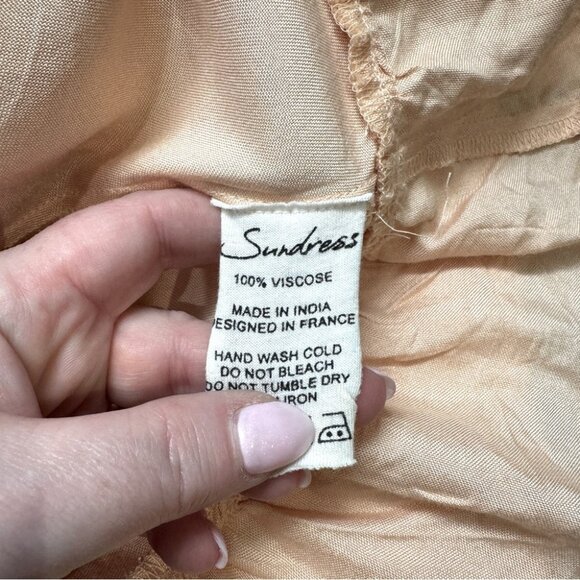 Sundress
100% VISCOSE
MADE IN INDIA
DESIGNED IN FRANCE
HAND WASH COLD
DO NOT BLEACH
DO NOT TUMBLE DRY
IRON